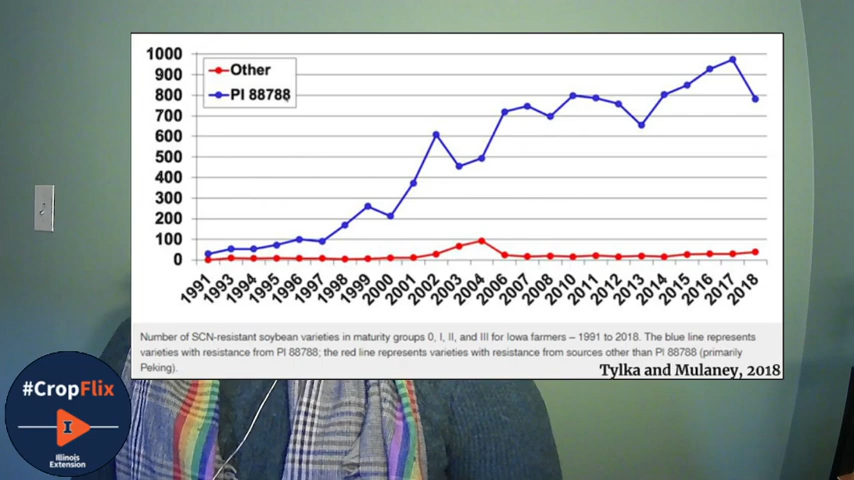 1000
900
800
700
600
500
400
300
200
100
0
Other
PI 88788
1991 1993 1994 1995 1996 1997 1998 1999 2000 2001 2002 2003 2004 2006 2007 2008 2010 2011 2012 2013 2014 2015 2016 2017 2018
Number of SCN-resistant soybean varieties in maturity groups 0, I, II, and III for Iowa farmers – 1991 to 2018. The blue line represents
varieties with resistance from PI 88788; the red line represents varieties with resistance from sources other than PI 88788 (primarily
Peking).
Tylka and Mulaney, 2018
#CropFlix
I
Illinois
Extension